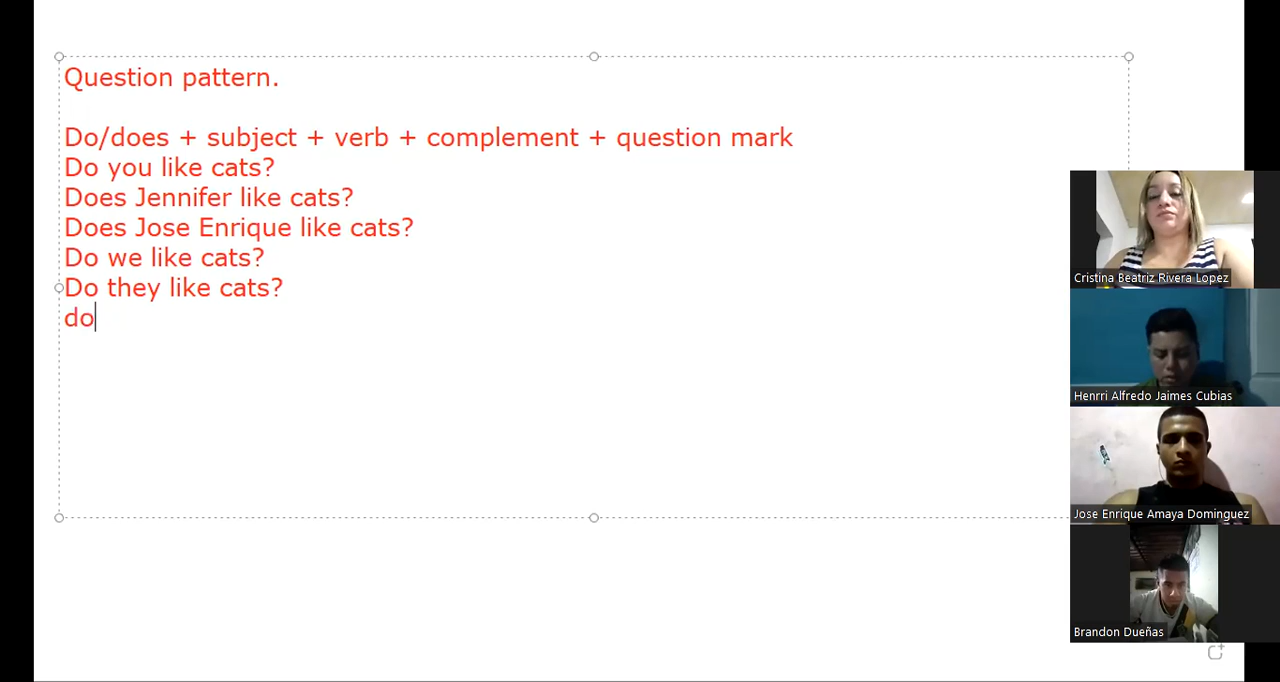 Question pattern.
Do/does + subject + verb + complement + question mark
Do you like cats?
Does Jennifer like cats?
Does Jose Enrique like cats?
Do we like cats?
Do they like cats?
do
Cristina Beatriz Rivera Lopez
Henrri Alfredo Jaimes Cubias
Jose Enrique Amaya Dominguez
Brandon Dueñas